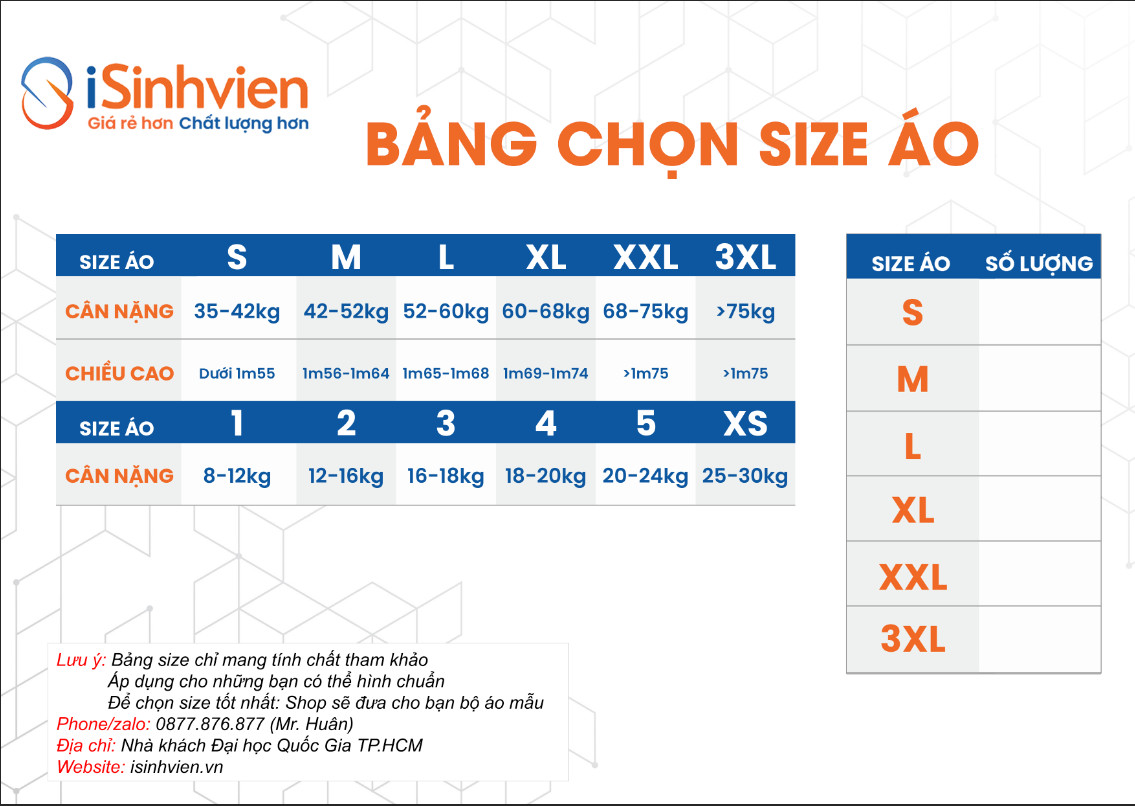 iSinhvien
Giá rẻ hơn Chất lượng hơn
BẢNG CHỌN SIZE ÁO
SIZE ÁO S M L XL XXL 3XL
CÂN NẶNG 35-42kg 42-52kg 52-60kg 60-68kg 68-75kg >75kg
CHIỀU CAO Dưới 1m55 1m56-1m64 1m65-1m68 1m69-1m74 >1m75 >1m75
SIZE ÁO 1 2 3 4 5 XS
CÂN NẶNG 8-12kg 12-16kg 16-18kg 18-20kg 20-24kg 25-30kg
SIZE ÁO SỐ LƯỢNG
S
M
L
XL
XXL
3XL
Lưu ý: Bảng size chỉ mang tính chất tham khảo
Áp dụng cho những bạn có thể hình chuẩn
Để chọn size tốt nhất: Shop sẽ đưa cho bạn bộ áo mẫu
Phone/zalo: 0877.876.877 (Mr. Huân)
Địa chỉ: Nhà khách Đại học Quốc Gia TP.HCM
Website: isinhvien.vn